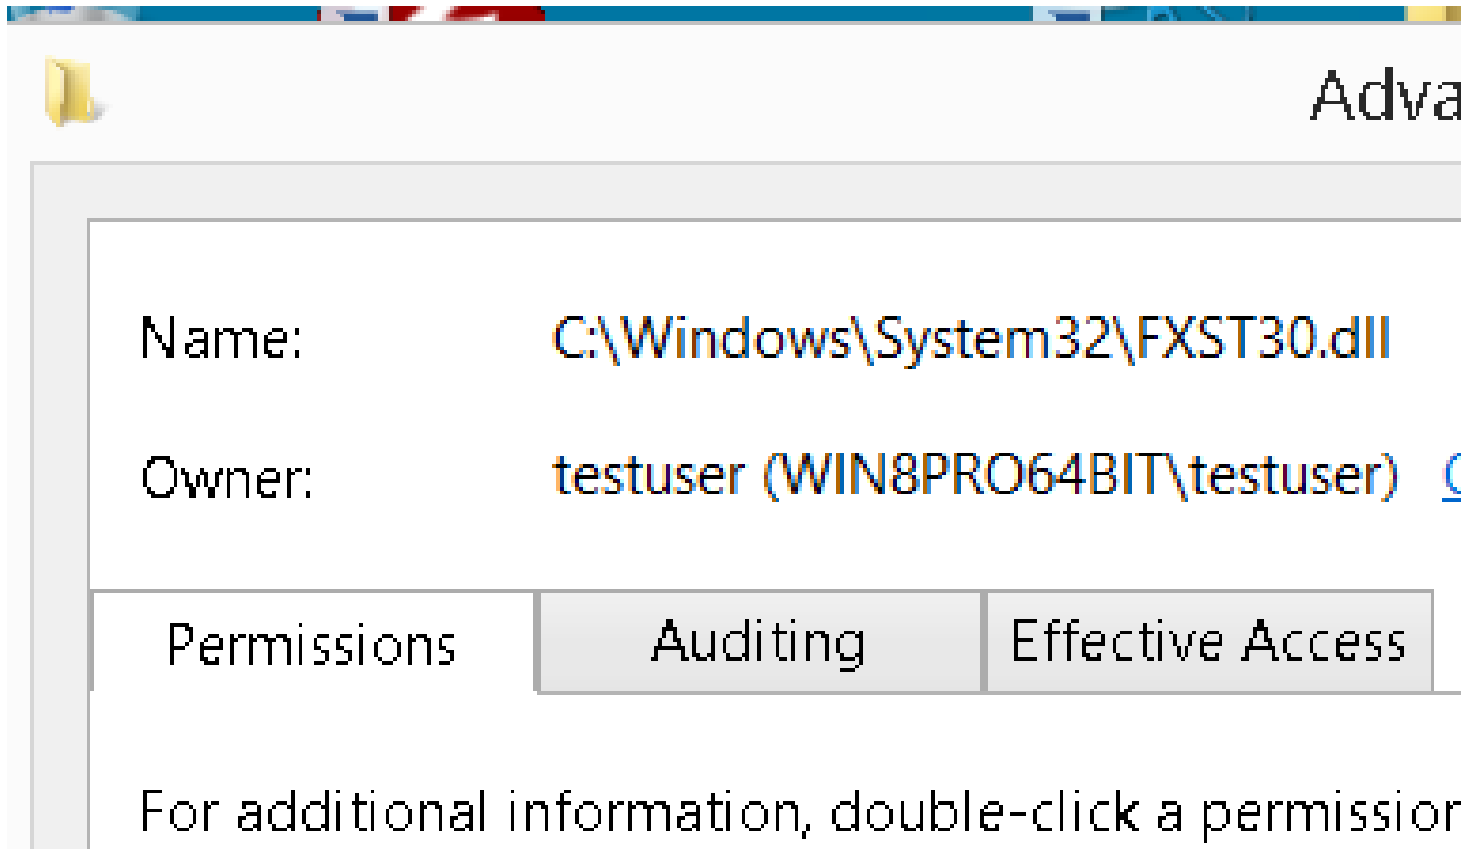 Adva
Name: C:\Windows\System32\FXST30.dll
Owner: testuser (WIN8PRO64BIT\testuser) C
Permissions Auditing Effective Access
For additional information, double-click a permission